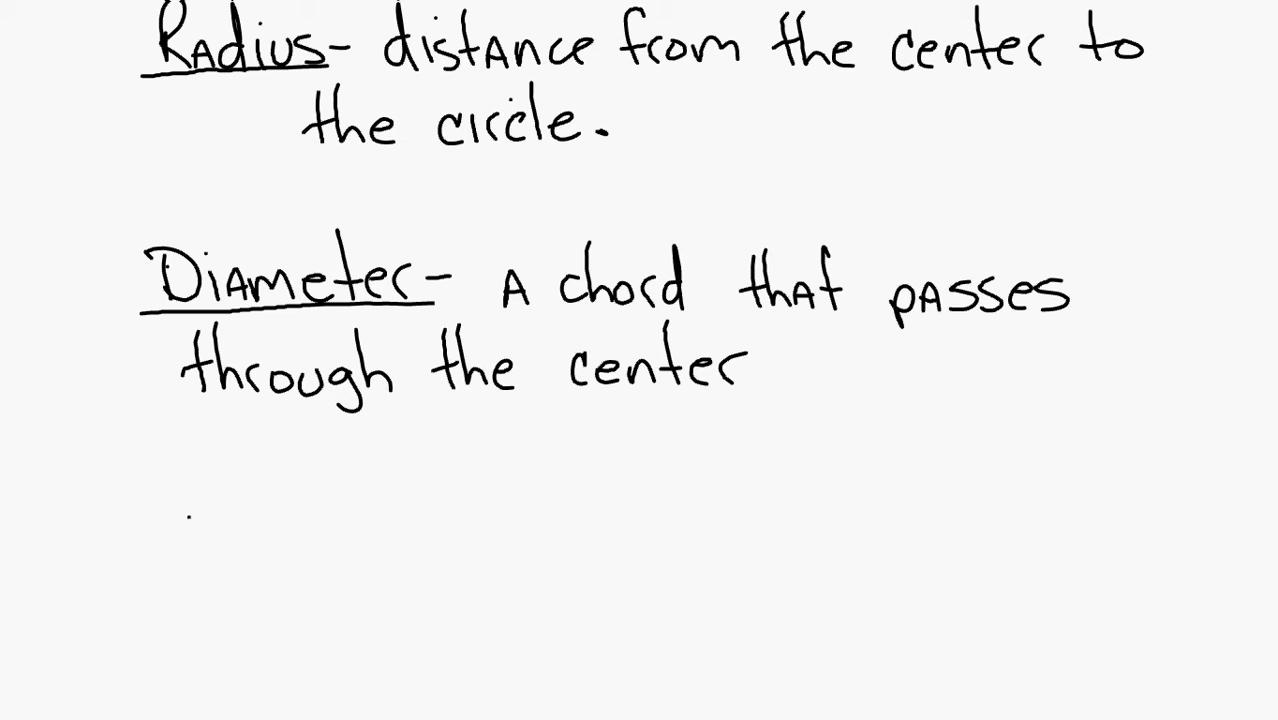 Radius- distance from the center to
the circle.
Diameter- A chord that passes
through the center